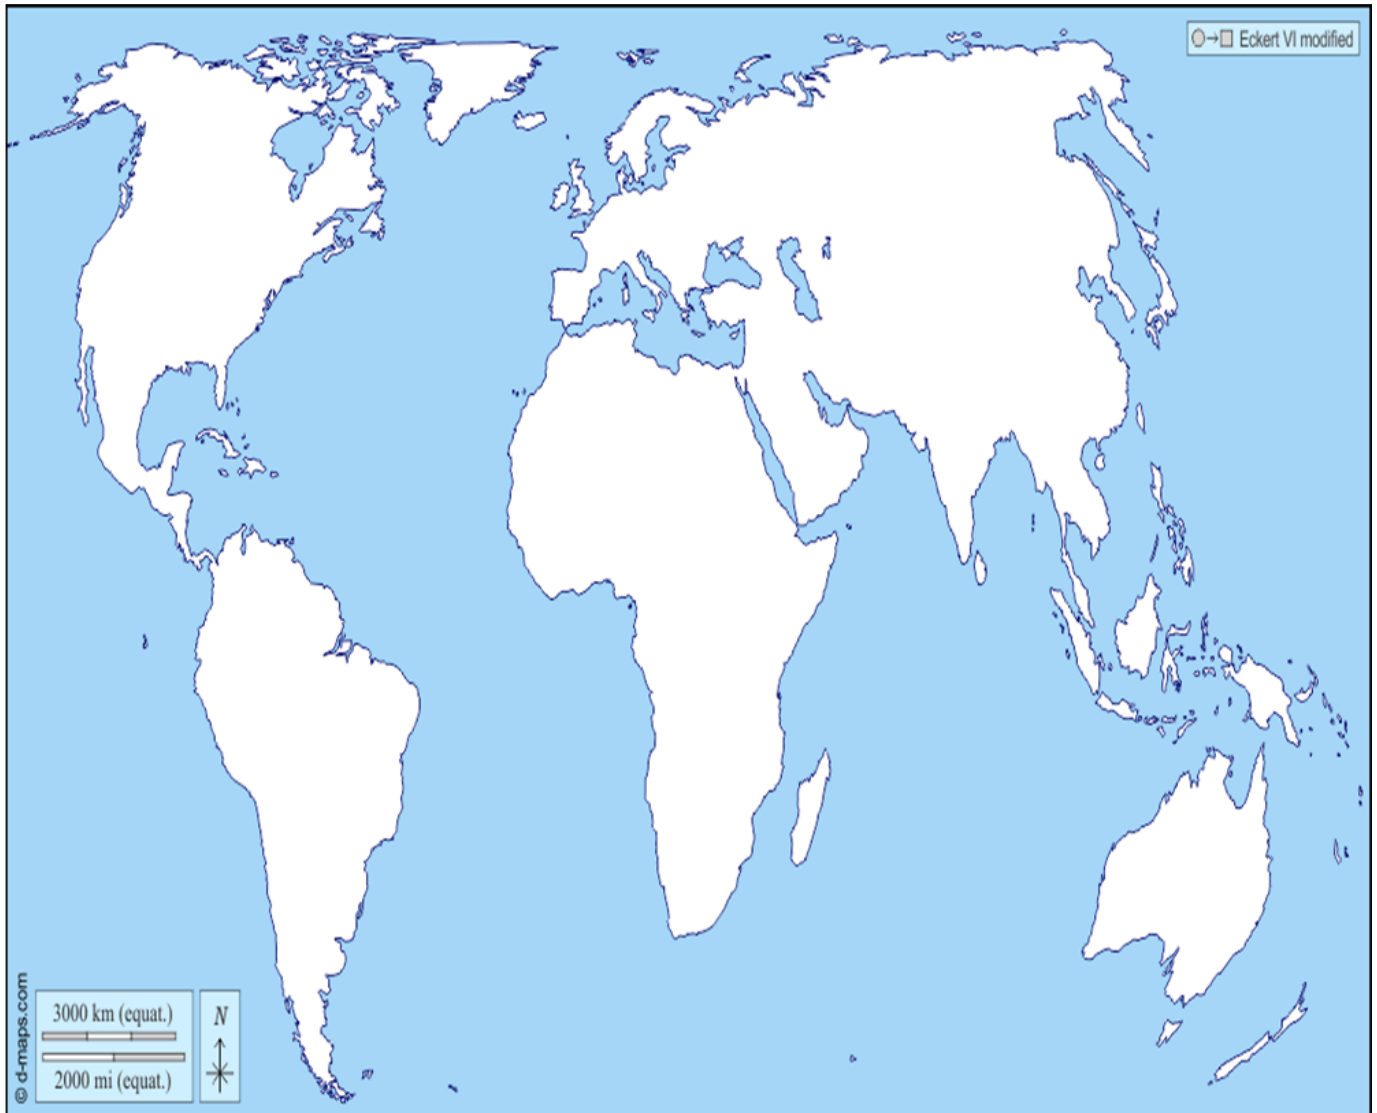 ○→□ Eckert VI modified
3000 km (equat.)
2000 mi (equat.)
N
© d-maps.com